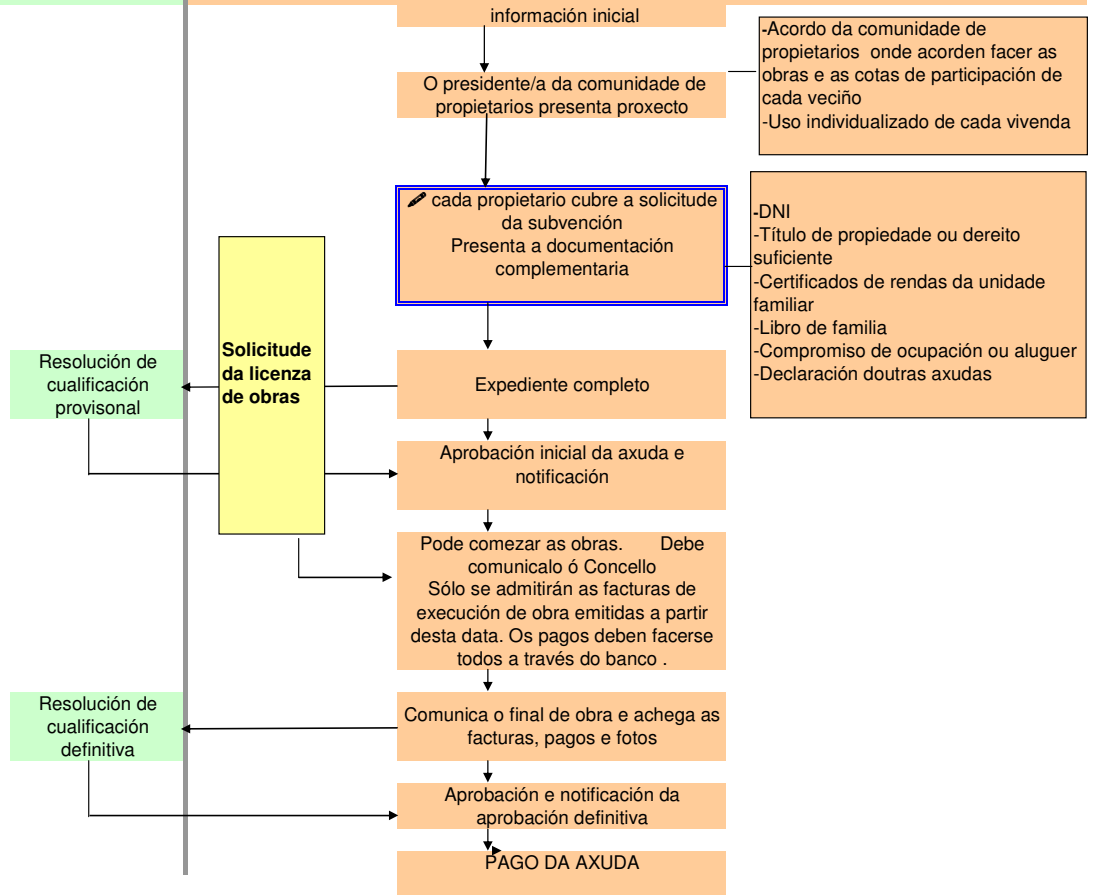 información inicial
-Acordo da comunidade de
propietarios onde acorden facer as
obras e as cotas de participación de
cada veciño
-Uso individualizado de cada vivenda
O presidente/a da comunidade de
propietarios presenta proxecto
cada propietario cubre a solicitude
da subvención
Presenta a documentación
complementaria
-DNI
-Título de propiedade ou dereito
suficiente
-Certificados de rendas da unidade
familiar
-Libro de familia
-Compromiso de ocupación ou aluguer
-Declaración doutras axudas
Solicitude
da licenza
de obras
Resolución de
cualificación
provisonal
Expediente completo
Aprobación inicial da axuda e
notificación
Pode comezar as obras. Debe
comunicalo ó Concello
Sólo se admitirán as facturas de
execución de obra emitidas a partir
desta data. Os pagos deben facerse
todos a través do banco .
Resolución de
cualificación
definitiva
Comunica o final de obra e achega as
facturas, pagos e fotos
Aprobación e notificación da
aprobación definitiva
PAGO DA AXUDA